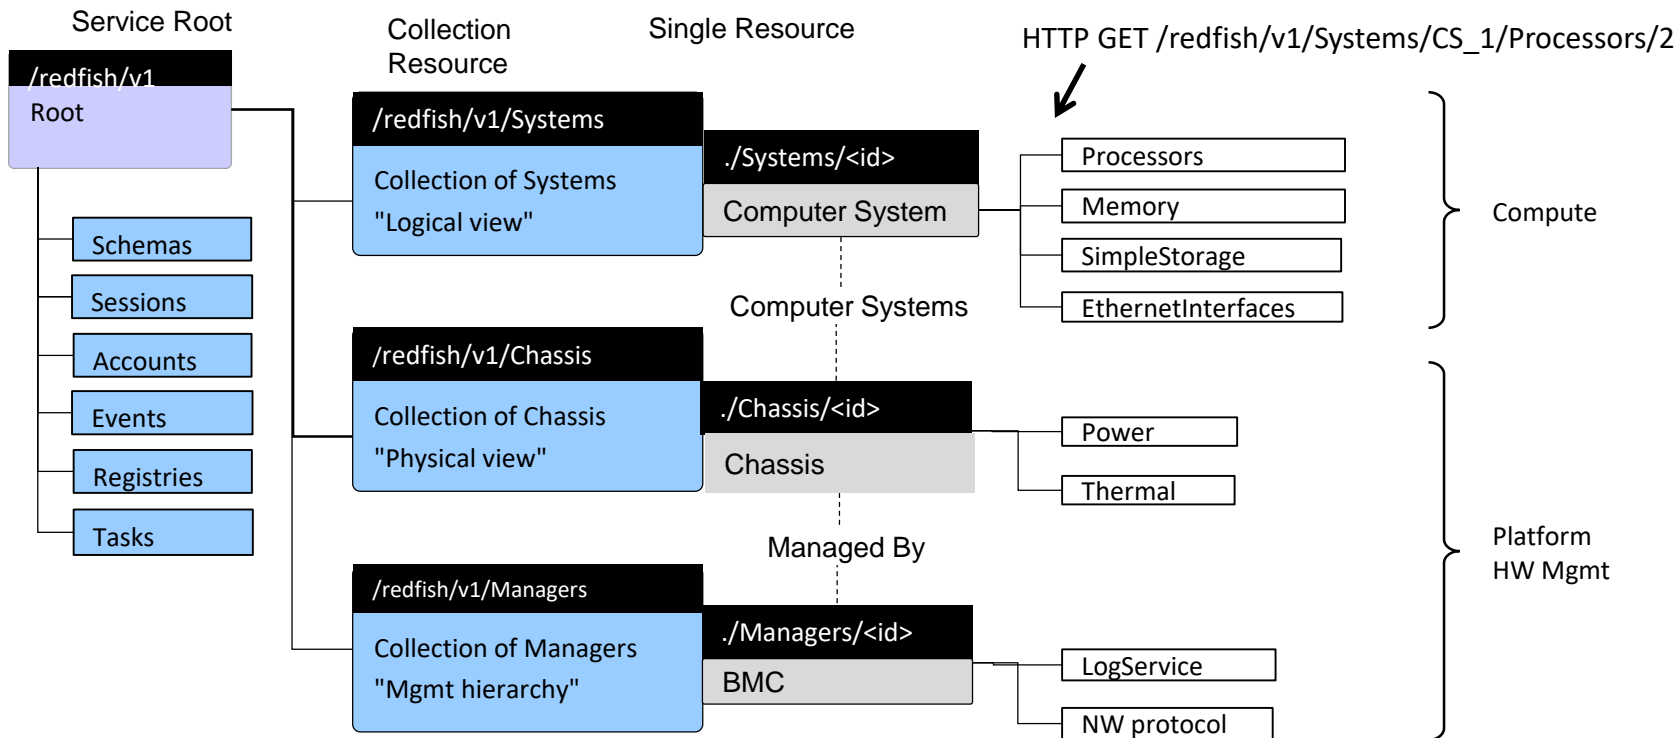 Service Root
Collection
Resource
Single Resource
HTTP GET /redfish/v1/Systems/CS_1/Processors/2
/redfish/v1
Root
Schemas
Sessions
Accounts
Events
Registries
Tasks
/redfish/v1/Systems
Collection of Systems
"Logical view"
./Systems/<id>
Computer System
Processors
Memory
SimpleStorage
EthernetInterfaces
Compute
Computer Systems
/redfish/v1/Chassis
Collection of Chassis
"Physical view"
./Chassis/<id>
Chassis
Power
Thermal
Managed By
Platform
HW Mgmt
/redfish/v1/Managers
Collection of Managers
"Mgmt hierarchy"
./Managers/<id>
BMC
LogService
NW protocol